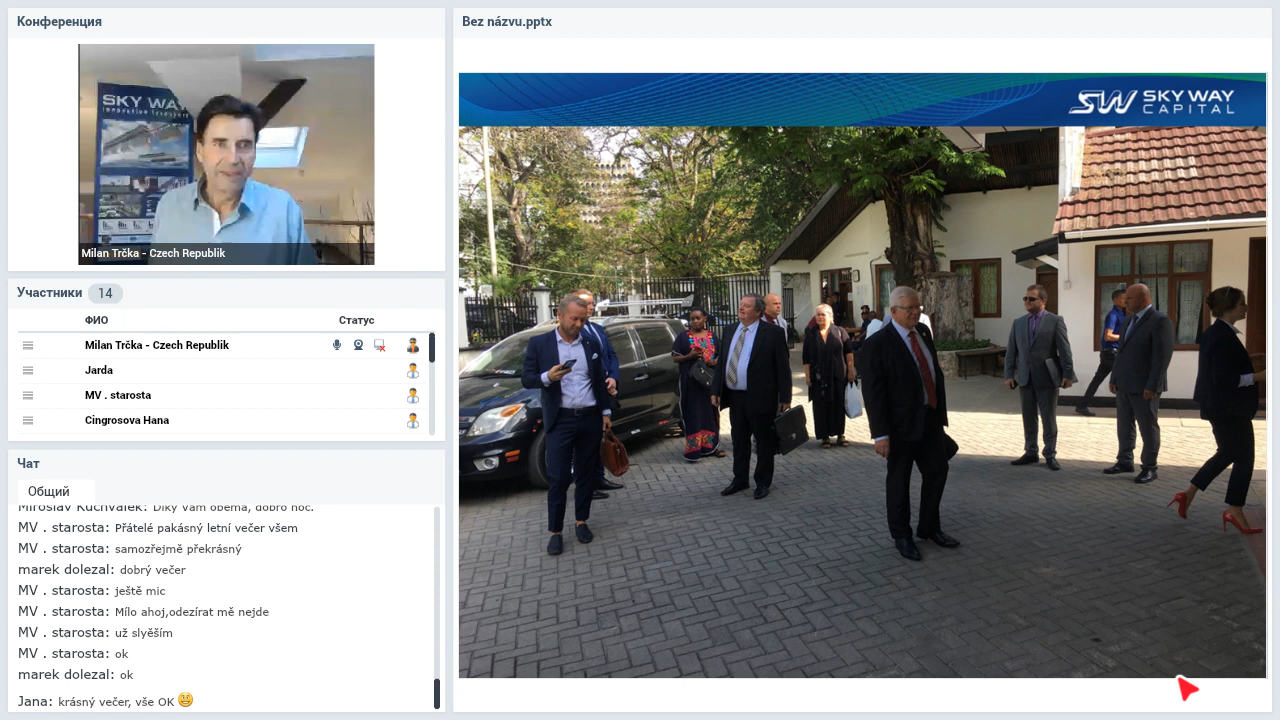 Конференция
SKY WAY
Milan Trčka - Czech Republik
Участники 14
ФИО Статус
Milan Trčka - Czech Republik
Jarda
MV . starosta
Cingrosova Hana
Чат
Общий
Miroslav Kuchválek: Díky Vám oběma, dobro noc.
MV . starosta: Přátelé pakásný letní večer všem
MV . starosta: samozřejmě překrásný
marek dolezal: dobrý večer
MV . starosta: ještě mic
MV . starosta: Mílo ahoj,odezírat mě nejde
MV . starosta: už slyěším
MV . starosta: ok
marek dolezal: ok
Jana: krásný večer, vše OK
Bez názvu.pptx
SW SKY WAY
CAPITAL